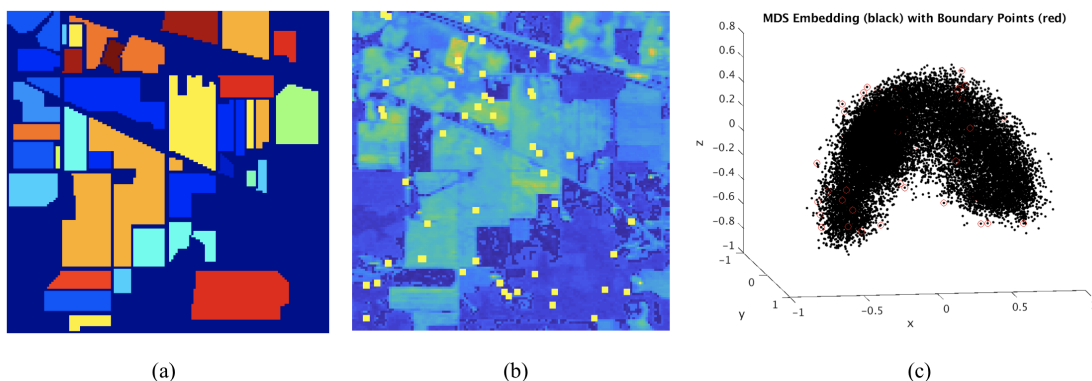 MDS Embedding (black) with Boundary Points (red)
0.8
0.6
0.4
0.2
0
−0.2
−0.4
−0.6
−0.8
−1
z
−1
0
1
y
−1
−0.5
0
0.5
x
(a)
(b)
(c)